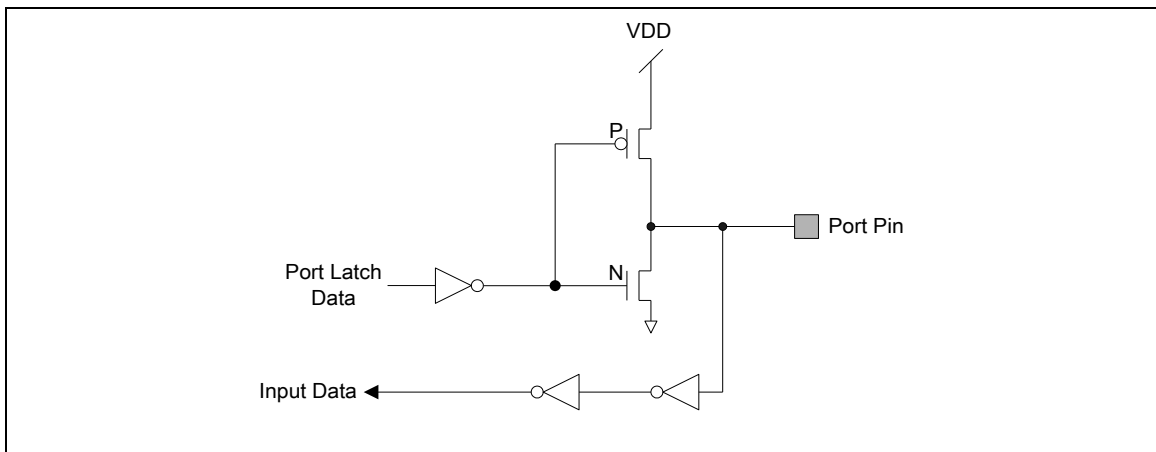 VDD
P
Port Pin
N
Port Latch
Data
Input Data